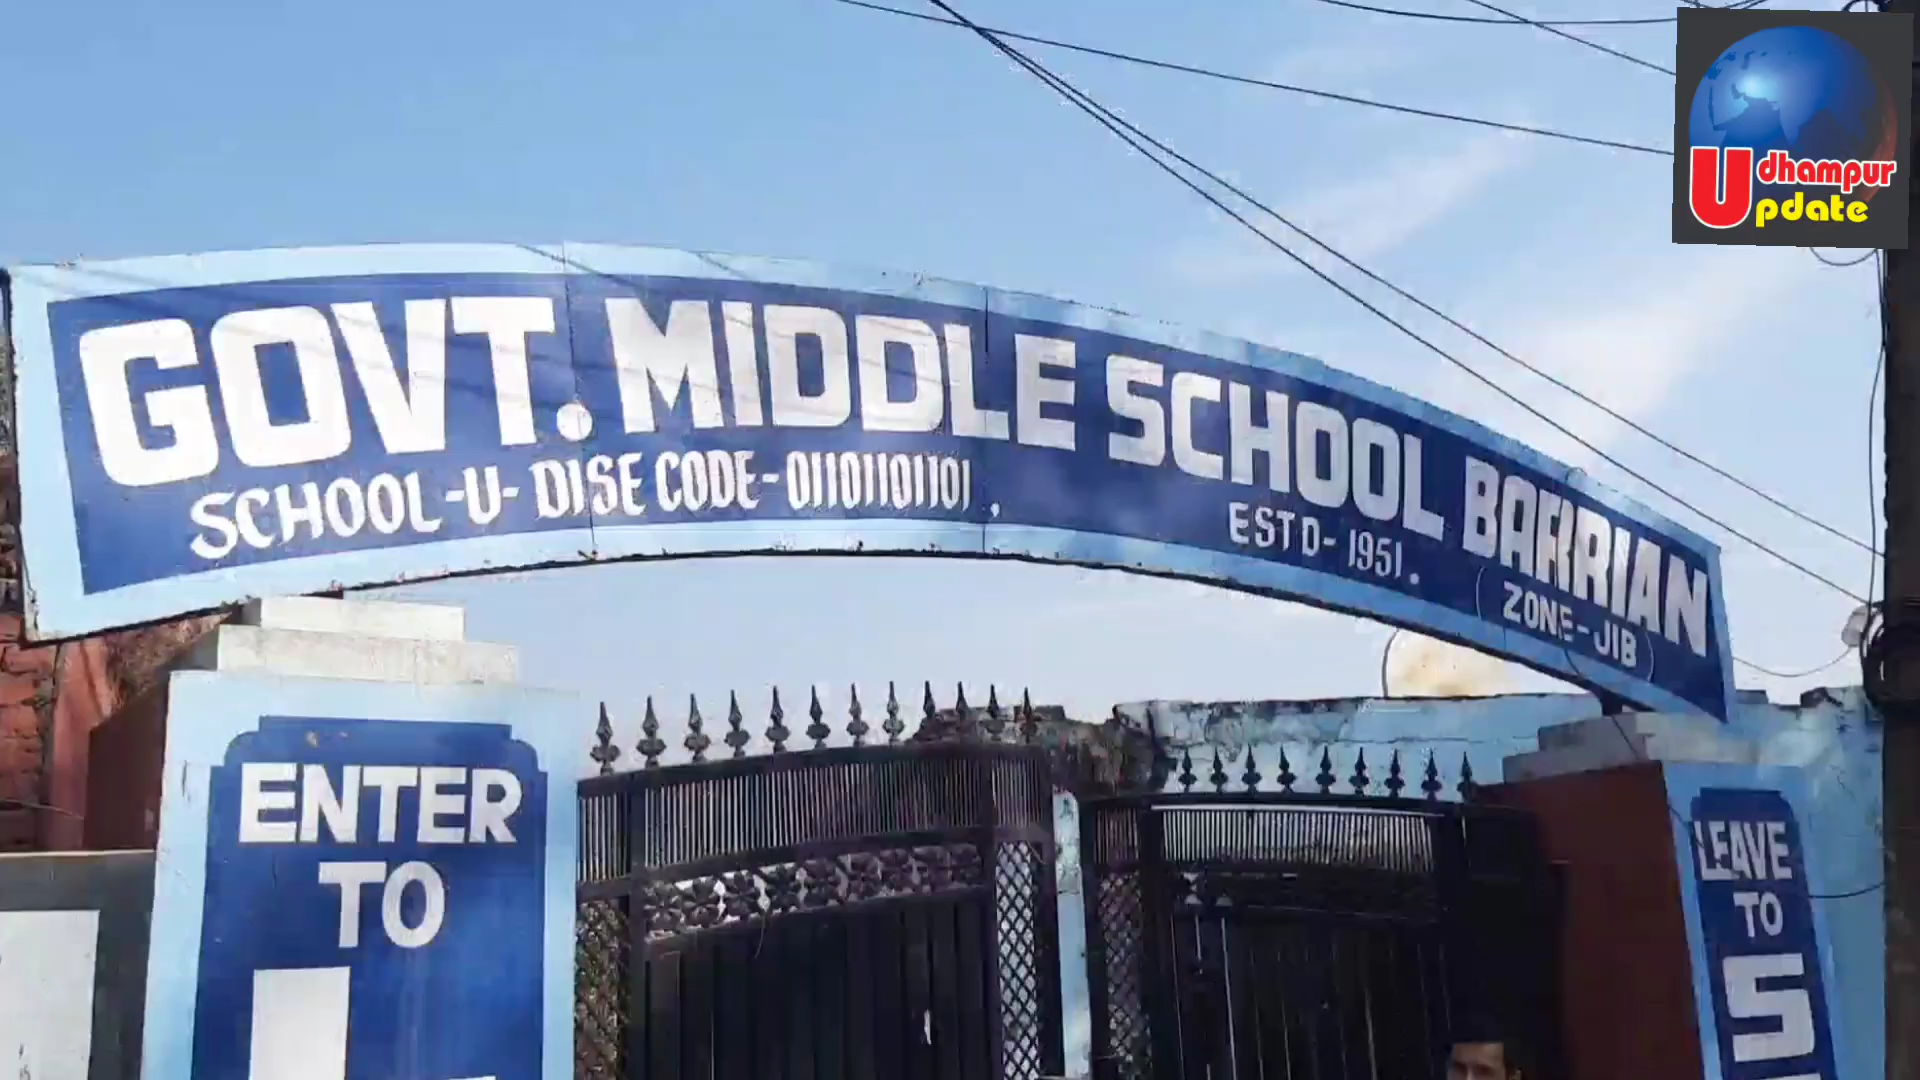 GOVT. MIDDLE SCHOOL BARRIAN
SCHOOL-U-DISE CODE-01101101101.
ESTD-1951.
(ZONE-JIB)
ENTER
TO
LEAVE
TO
Udhampur
Update